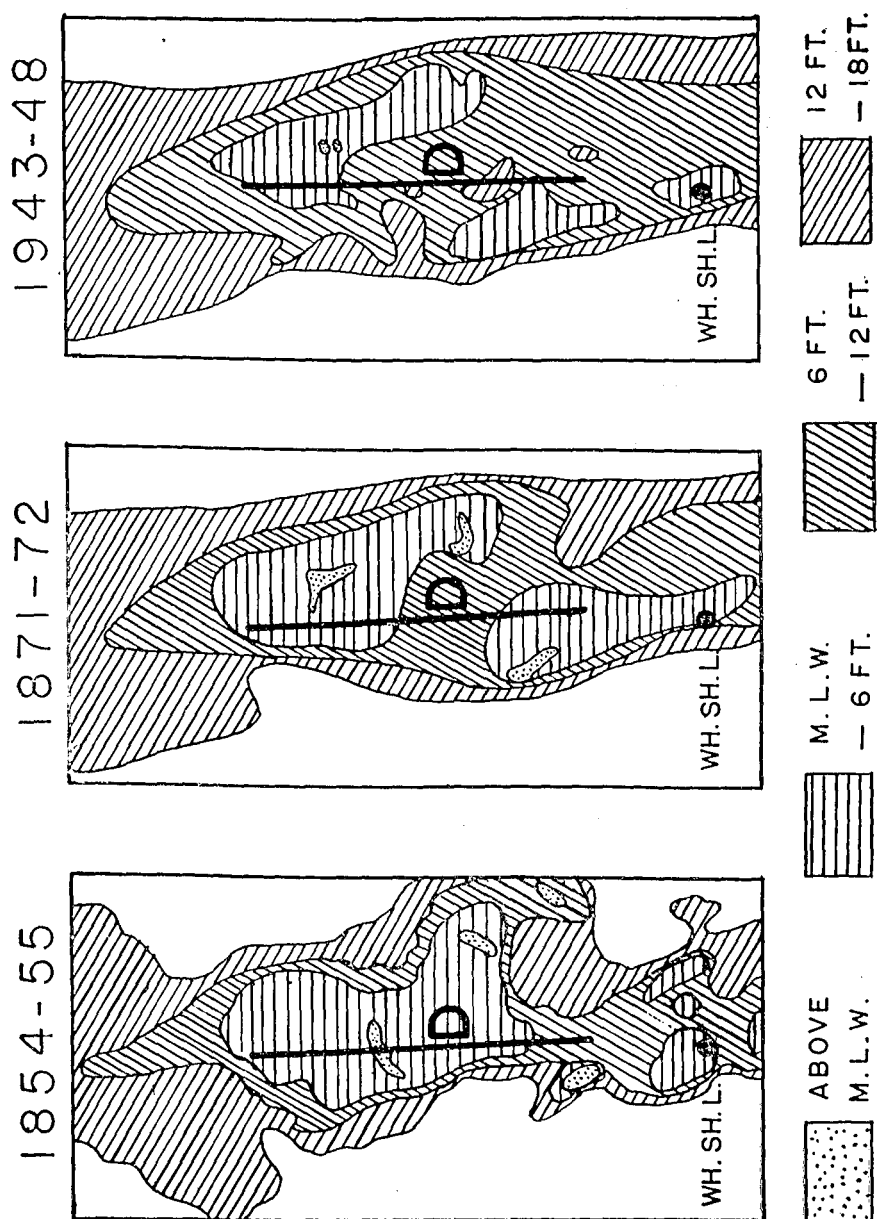 1854-55
1871-72
1943-48
D
D
D
WH. SH. L.
WH. SH. L.
WH. SH. L.
ABOVE
M. L. W.
M. L. W.
— 6 FT.
6 FT.
— 12 FT.
12 FT.
— 18 FT.